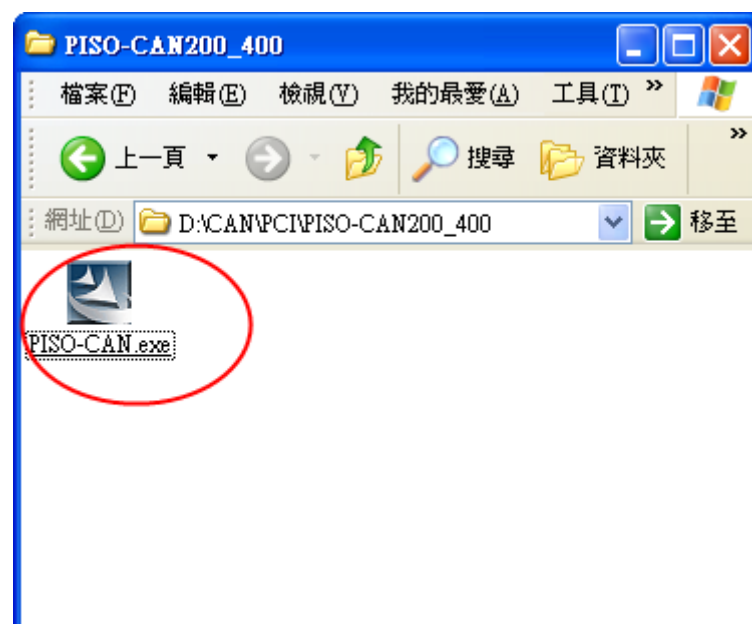 PISO-CAN200_400
檔案(F) 編輯(E) 檢視(V) 我的最愛(A) 工具(T) »
上一頁 搜尋 資料夾 »
網址(D) D:\CAN\PCI\PISO-CAN200_400 移至
PISO-CAN.exe